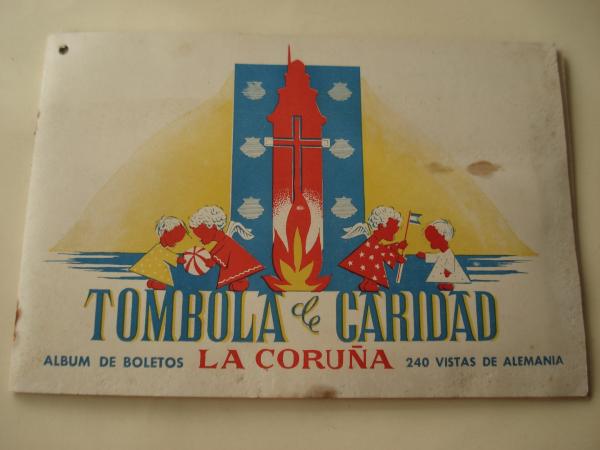 TOMBOLA de CARIDAD
ALBUM DE BOLETOS LA CORUÑA 240 VISTAS DE ALEMANIA